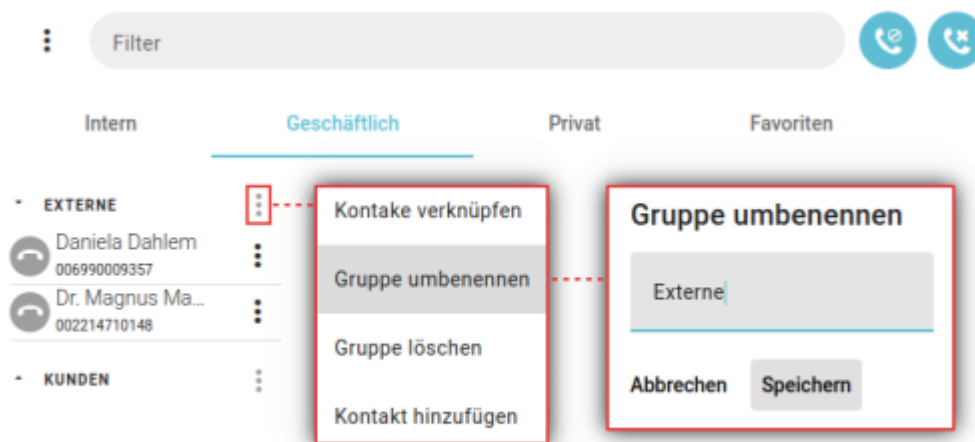 Filter
Intern
Geschäftlich
Privat
Favoriten
EXTERNE
Daniela Dahlem
006990009357
Dr. Magnus Ma...
002214710148
KUNDEN
Kontake verknüpfen
Gruppe umbenennen
Gruppe löschen
Kontakt hinzufügen
Gruppe umbenennen
Externe
Abbrechen
Speichern